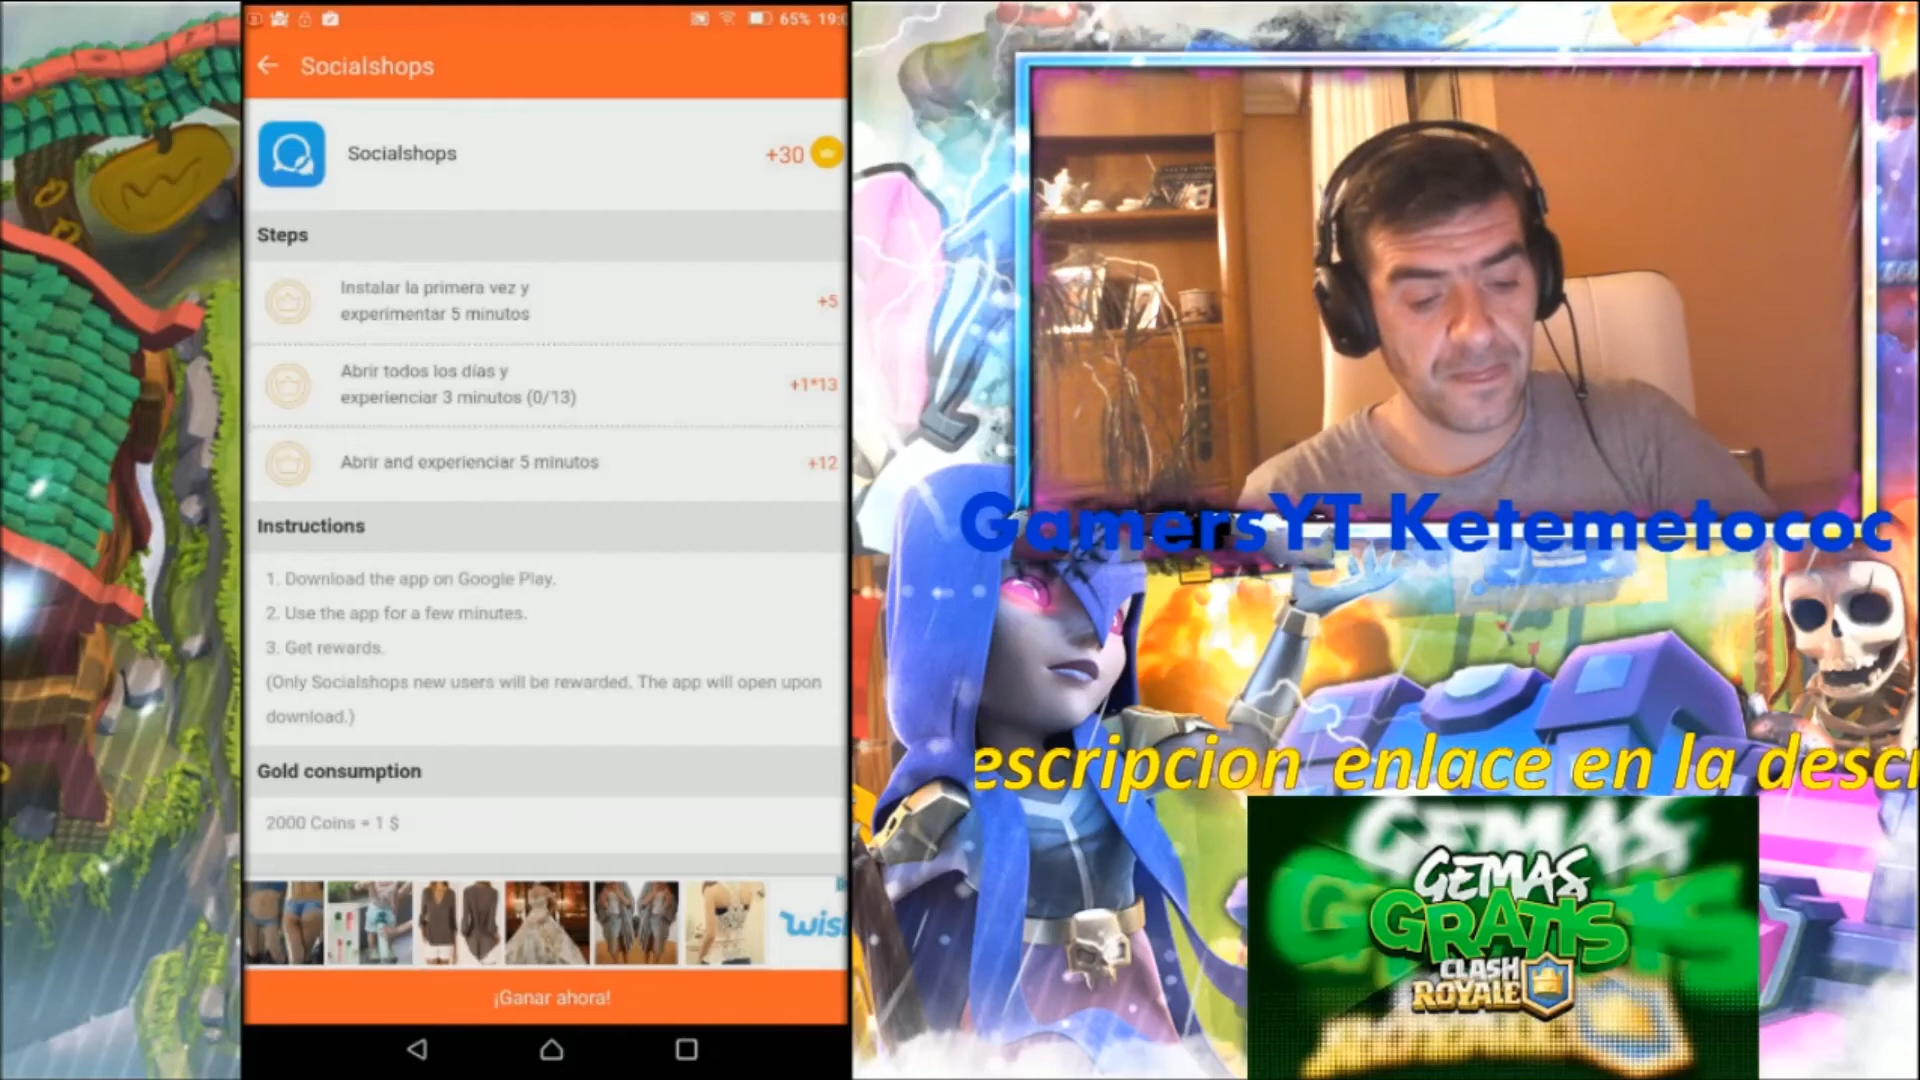 65% 19:0
Socialshops
Socialshops
+30
Steps
Instalar la primera vez y
experimentar 5 minutos
+5
Abrir todos los días y
experienciar 3 minutos (0/13)
+1*13
Abrir and experienciar 5 minutos
+12
Instructions
1. Download the app on Google Play.
2. Use the app for a few minutes.
3. Get rewards.
(Only Socialshops new users will be rewarded. The app will open upon
download.)
Gold consumption
2000 Coins = 1 $
wish
¡Ganar ahora!
GamersYT Ketemetococ
escripcion enlace en la descr
GEMAS
GRATIS
CLASH
ROYALE